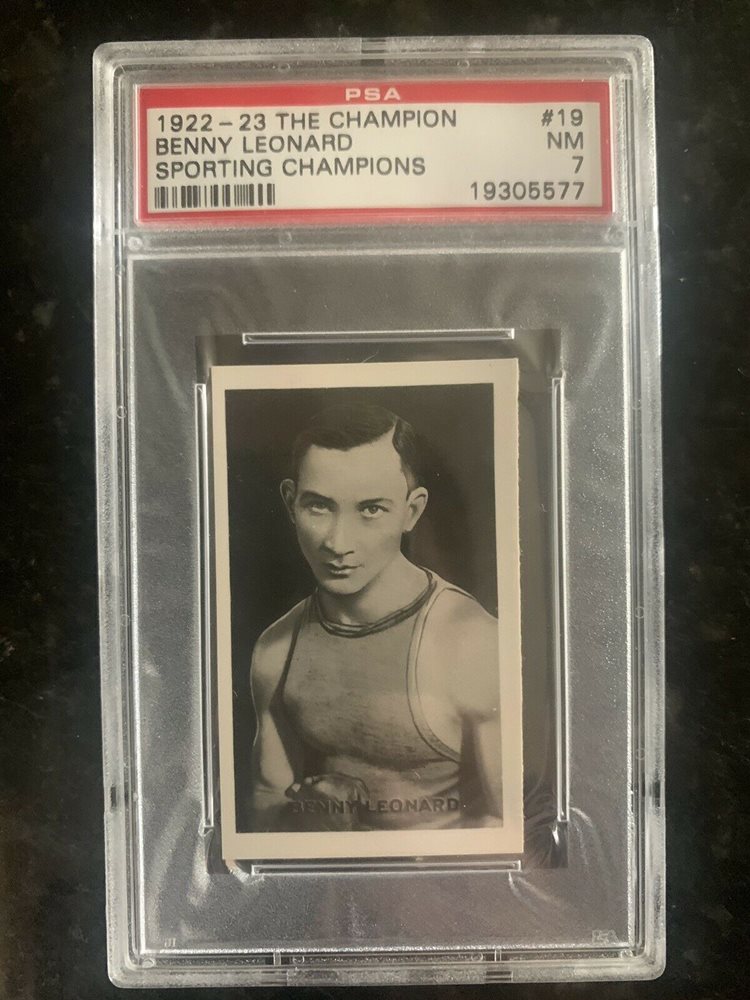 PSA
1922-23 THE CHAMPION #19
BENNY LEONARD NM
SPORTING CHAMPIONS 7
19305577
BENNY LEONARD